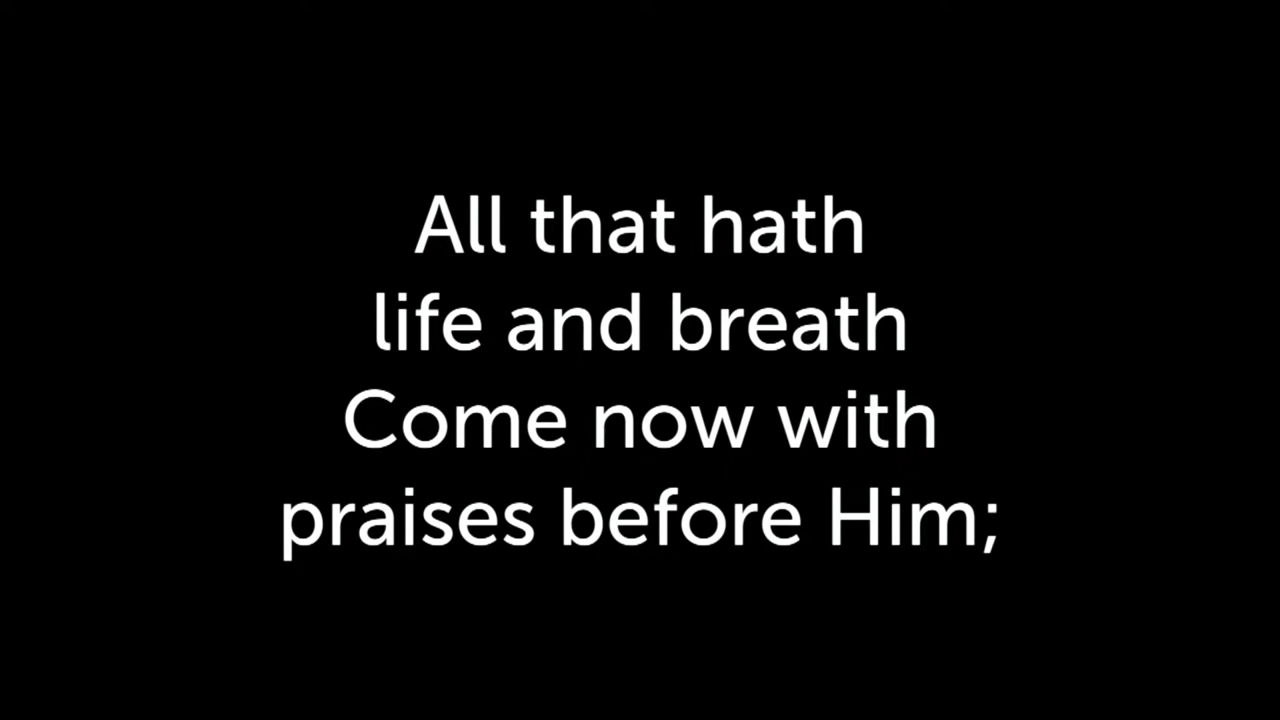 All that hath
life and breath
Come now with
praises before Him;